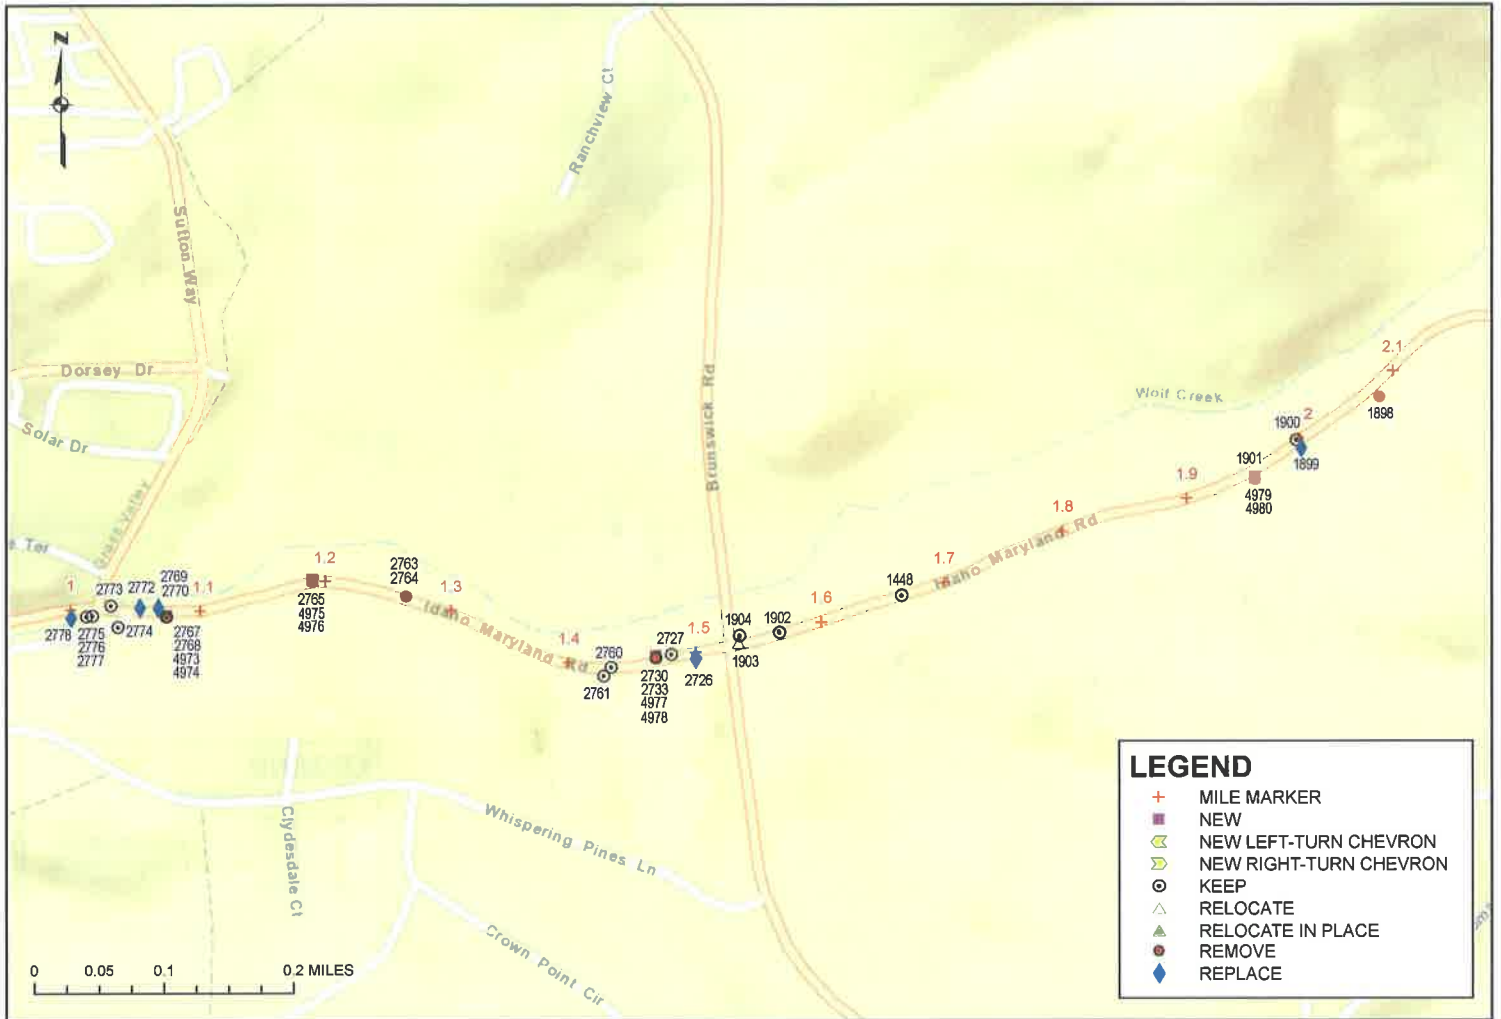 N
Ranchview Ct
Sutton Way
Dorsey Dr
Solar Dr
Grass Valley
Ter
Brunswick Rd
Wolf Creek
2.1
1898
2
1900
1899
1901
4979
4980
1.9
1.8
Idaho Maryland Rd
1.7
1448
1.6
1902
1904
1903
1.5
2726
2727
2730
2733
4977
4978
2760
2761
1.4
Idaho Maryland Rd
1.3
2763
2764
1.2
2765
4975
4976
1.1
2769
2770
2767
2768
4973
4974
2772
2773
2774
1
2778
2775
2776
2777
Clydesdale Ct
Whispering Pines Ln
Crown Point Cir
0 0.05 0.1 0.2 MILES
LEGEND
MILE MARKER
NEW
NEW LEFT-TURN CHEVRON
NEW RIGHT-TURN CHEVRON
KEEP
RELOCATE
RELOCATE IN PLACE
REMOVE
REPLACE